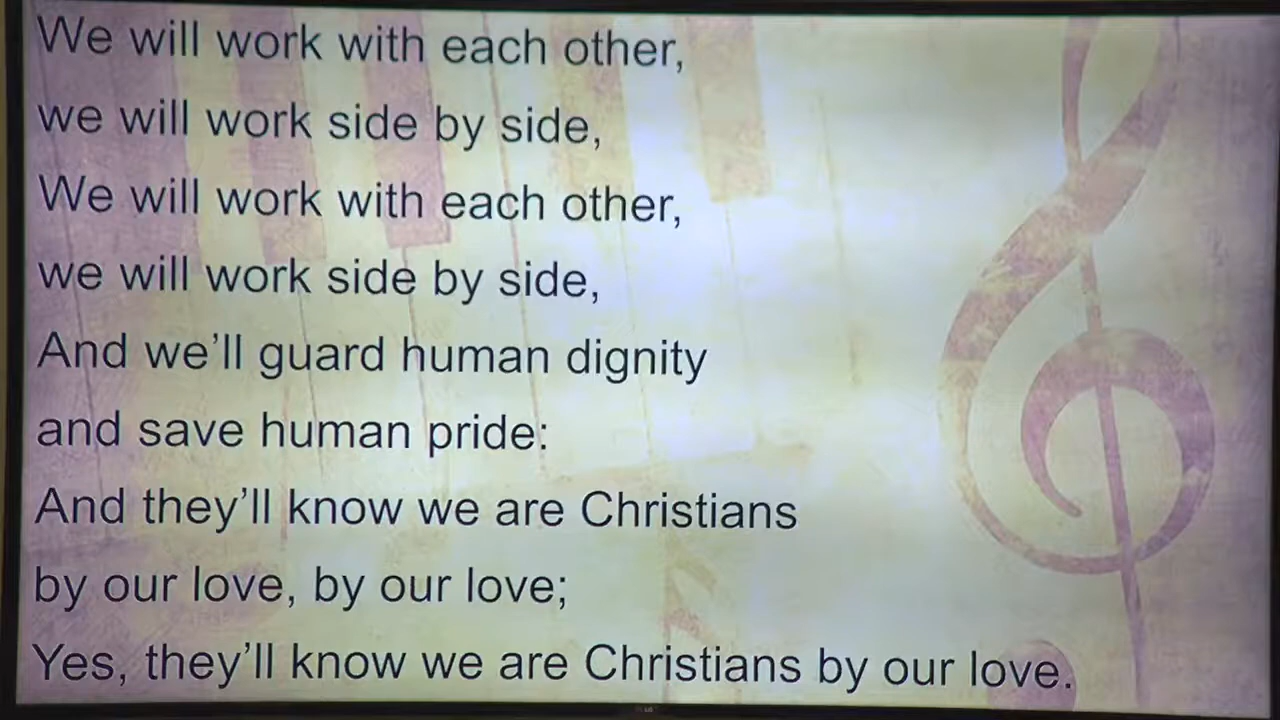 We will work with each other,
we will work side by side,
We will work with each other,
we will work side by side,
And we’ll guard human dignity
and save human pride:
And they’ll know we are Christians
by our love, by our love;
Yes, they’ll know we are Christians by our love.